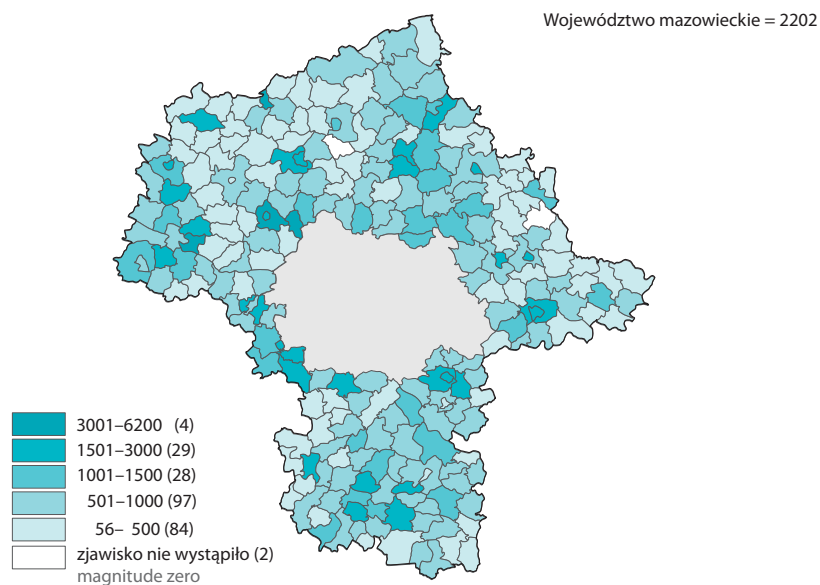 Województwo mazowieckie = 2202
3001–6200 (4)
1501–3000 (29)
1001–1500 (28)
501–1000 (97)
56– 500 (84)
zjawisko nie wystąpiło (2)
magnitude zero